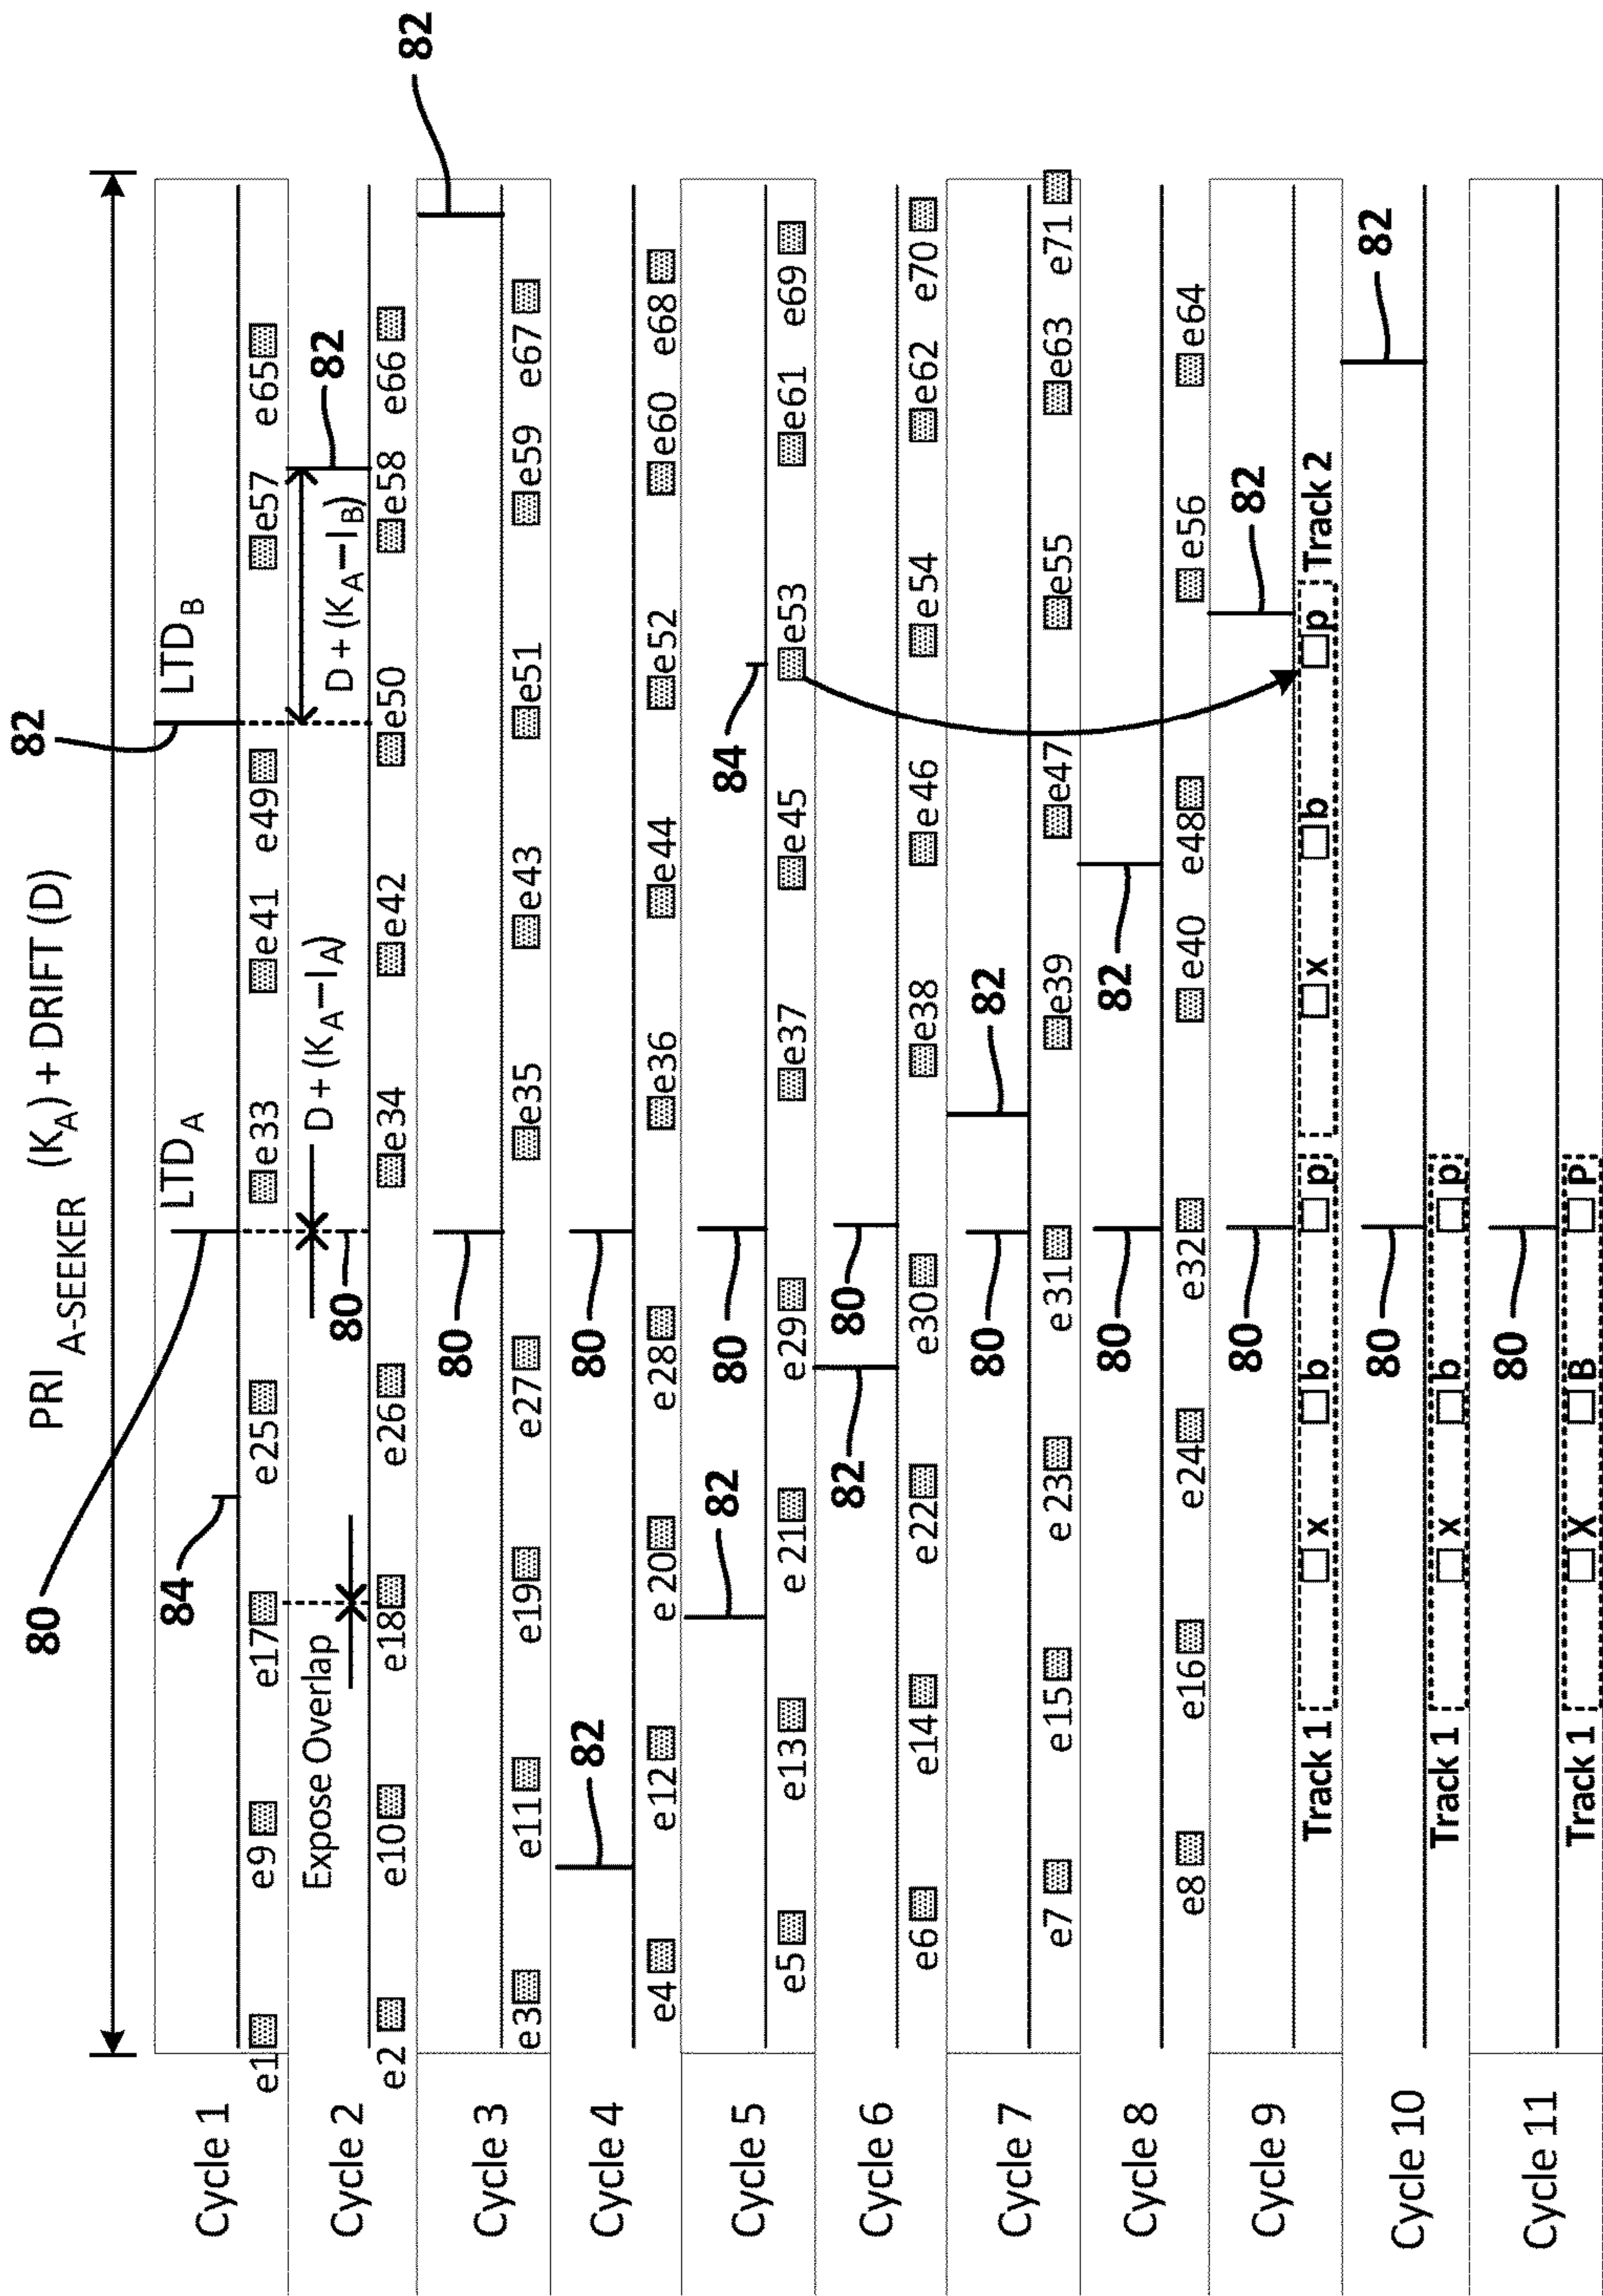 PRI A-SEEKER (KA) + DRIFT (D)
80
82
82
84
LTDA
LTDB
Cycle 1
e1 e9 e17 e25 e33 e41 e49 e57 e65
Cycle 2
Expose Overlap
80
D + (KA—IA)
D + (KA—IB)
82
e2 e10 e18 e26 e34 e42 e50 e58 e66
Cycle 3
80
e3 e11 e19 e27 e35 e43 e51 e59 e67
Cycle 4
82
80
e4 e12 e20 e28 e36 e44 e52 e60 e68
Cycle 5
82
80
84
e5 e13 e21 e29 e37 e45 e53 e61 e69
Cycle 6
82
80
e6 e14 e22 e30 e38 e46 e54 e62 e70
Cycle 7
80
82
e7 e15 e23 e31 e39 e47 e55 e63 e71
Cycle 8
80
82
e8 e16 e24 e32 e40 e48 e56 e64
Cycle 9
80
82
Track 1 x b p x b p Track 2
Cycle 10
80
82
Track 1 x b p
Cycle 11
80
Track 1 X B P